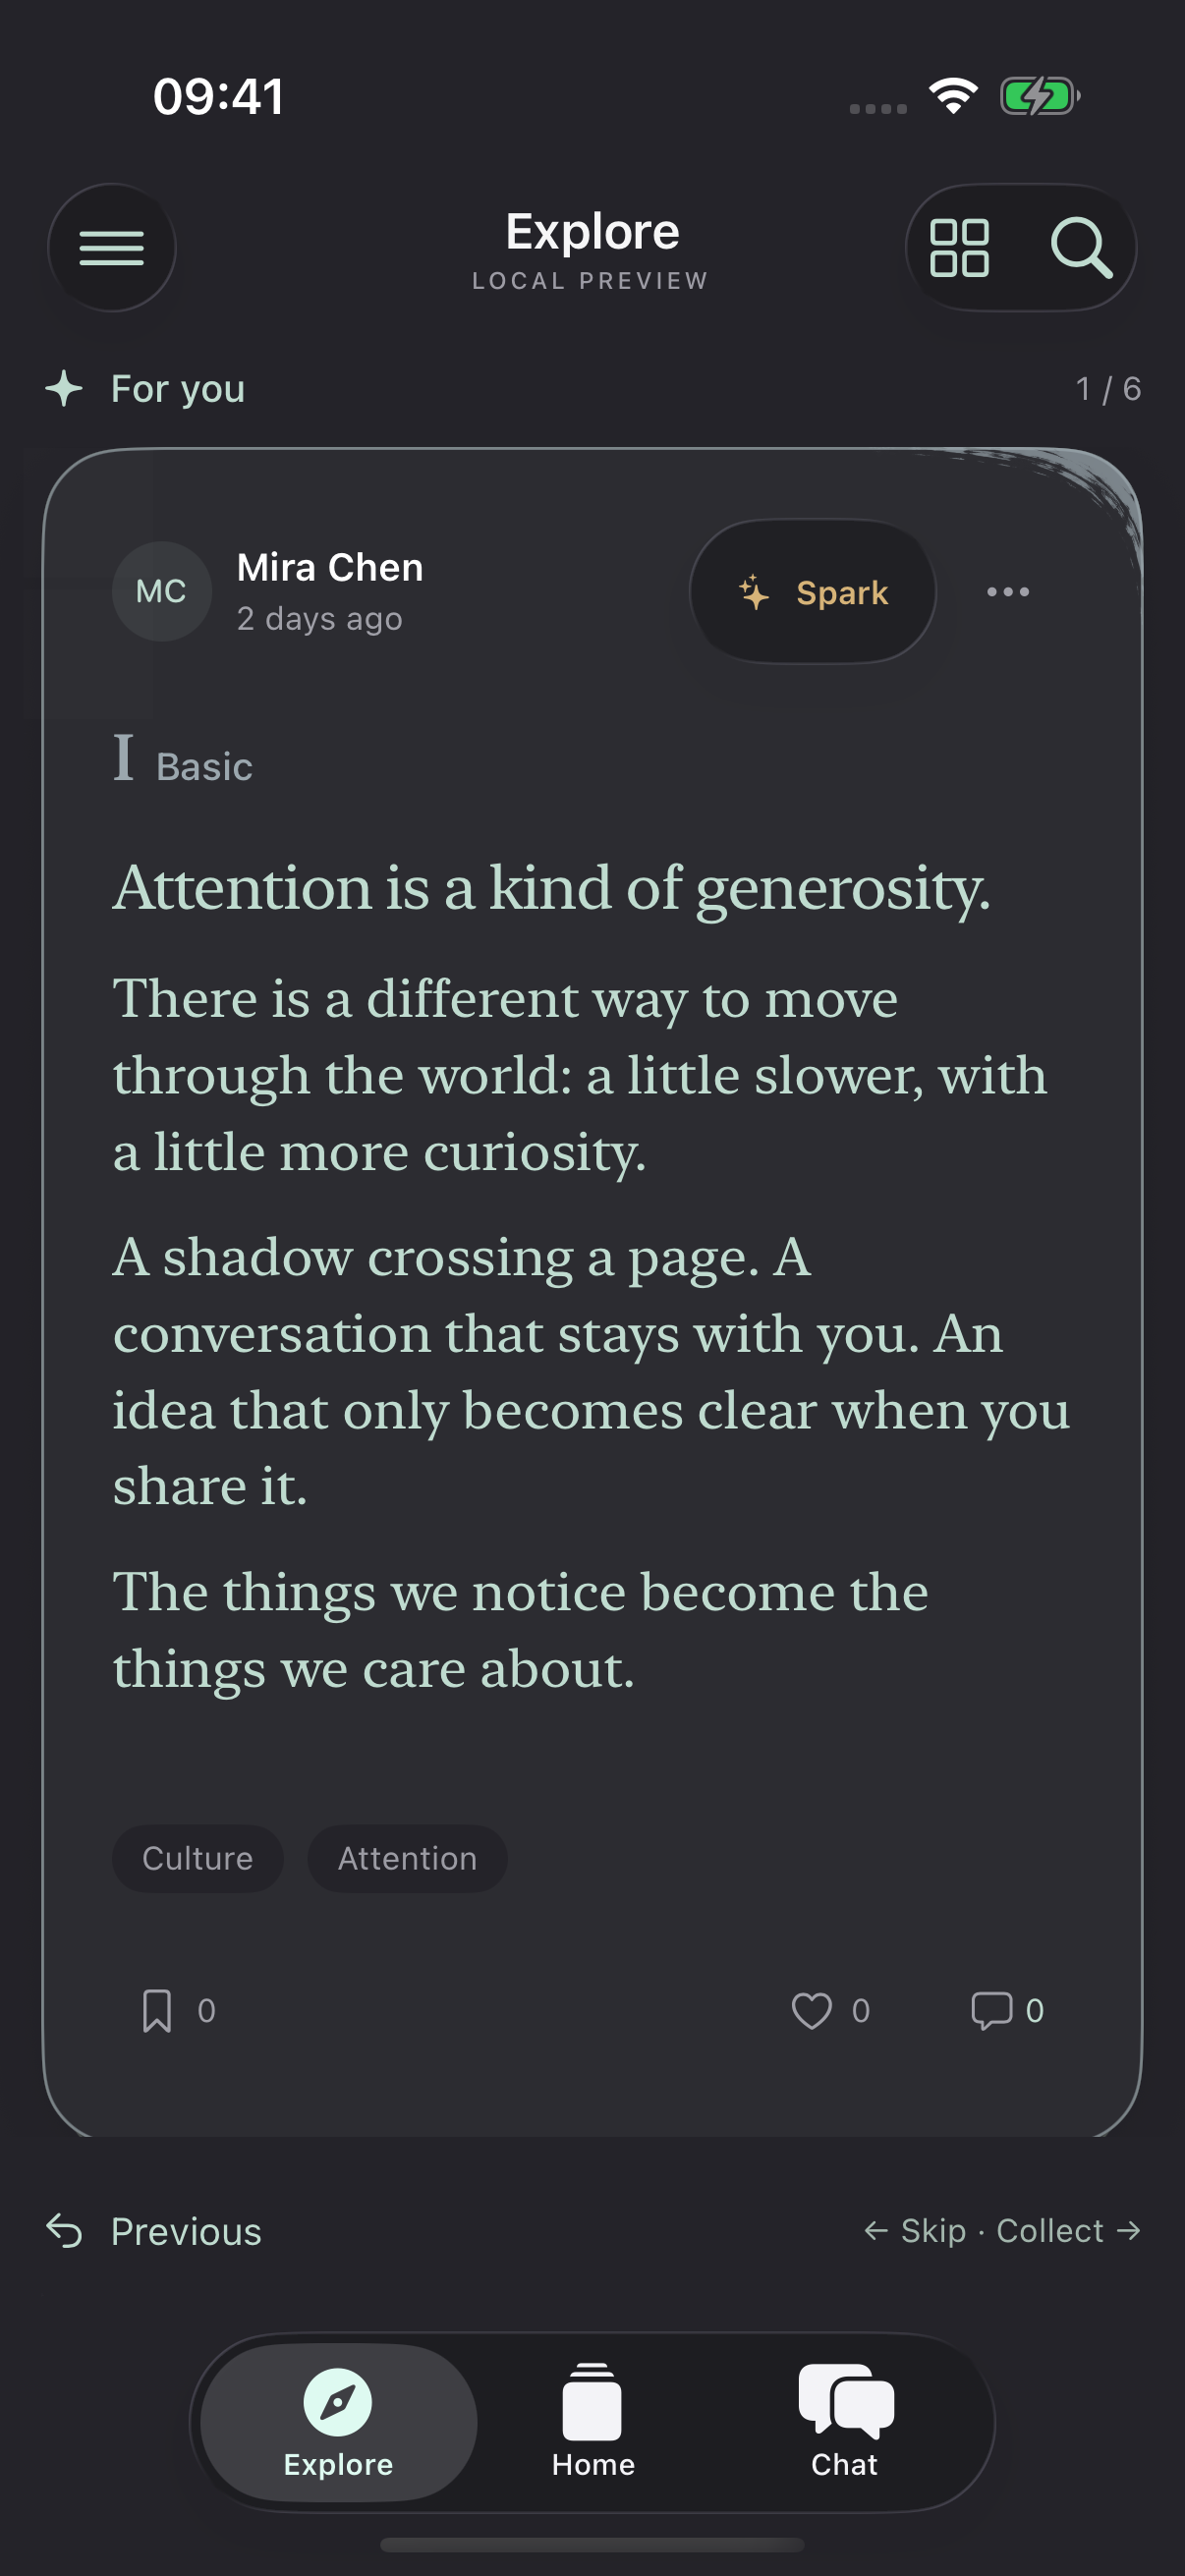 09:41
Explore
LOCAL PREVIEW
For you
1 / 6
MC
Mira Chen
2 days ago
Spark
I Basic
Attention is a kind of generosity.
There is a different way to move
through the world: a little slower, with
a little more curiosity.
A shadow crossing a page. A
conversation that stays with you. An
idea that only becomes clear when you
share it.
The things we notice become the
things we care about.
Culture
Attention
0
0
0
Previous
← Skip · Collect →
Explore
Home
Chat